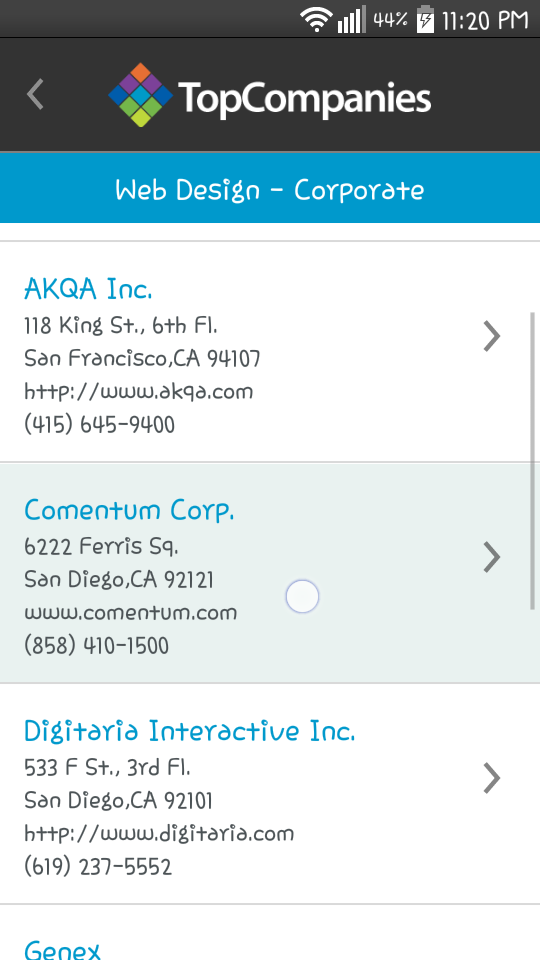 44% 11:20 PM
TopCompanies
Web Design - Corporate
AKQA Inc.
118 King St., 6th Fl.
San Francisco,CA 94107
http://www.akqa.com
(415) 645-9400
Comentum Corp.
6222 Ferris Sq.
San Diego,CA 92121
www.comentum.com
(858) 410-1500
Digitaria Interactive Inc.
533 F St., 3rd Fl.
San Diego,CA 92101
http://www.digitaria.com
(619) 237-5552
Genex